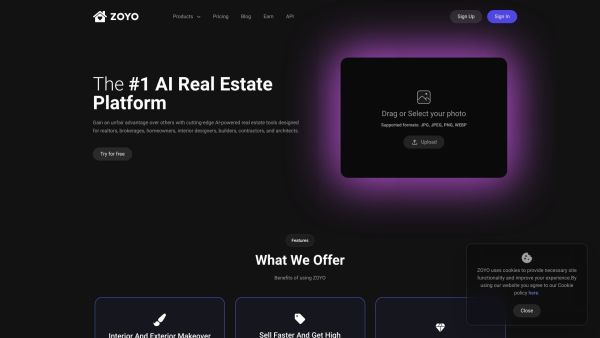 ZOYO
Products
Pricing
Blog
Earn
API
Sign Up
Sign In
The #1 AI Real Estate
Platform
Gain an unfair advantage over others with cutting-edge AI-powered real estate tools designed
for realtors, brokerages, homeowners, interior designers, builders, contractors, and architects.
Try for free
Drag or Select your photo
Supported formats: JPG, JPEG, PNG, WEBP
Upload
Features
What We Offer
Benefits of using ZOYO
Interior And Exterior Makeover
Sell Faster And Get High
ZOYO uses cookies to provide necessary site
functionality and improve your experience.By
using our website you agree to our Cookie
policy here.
Close